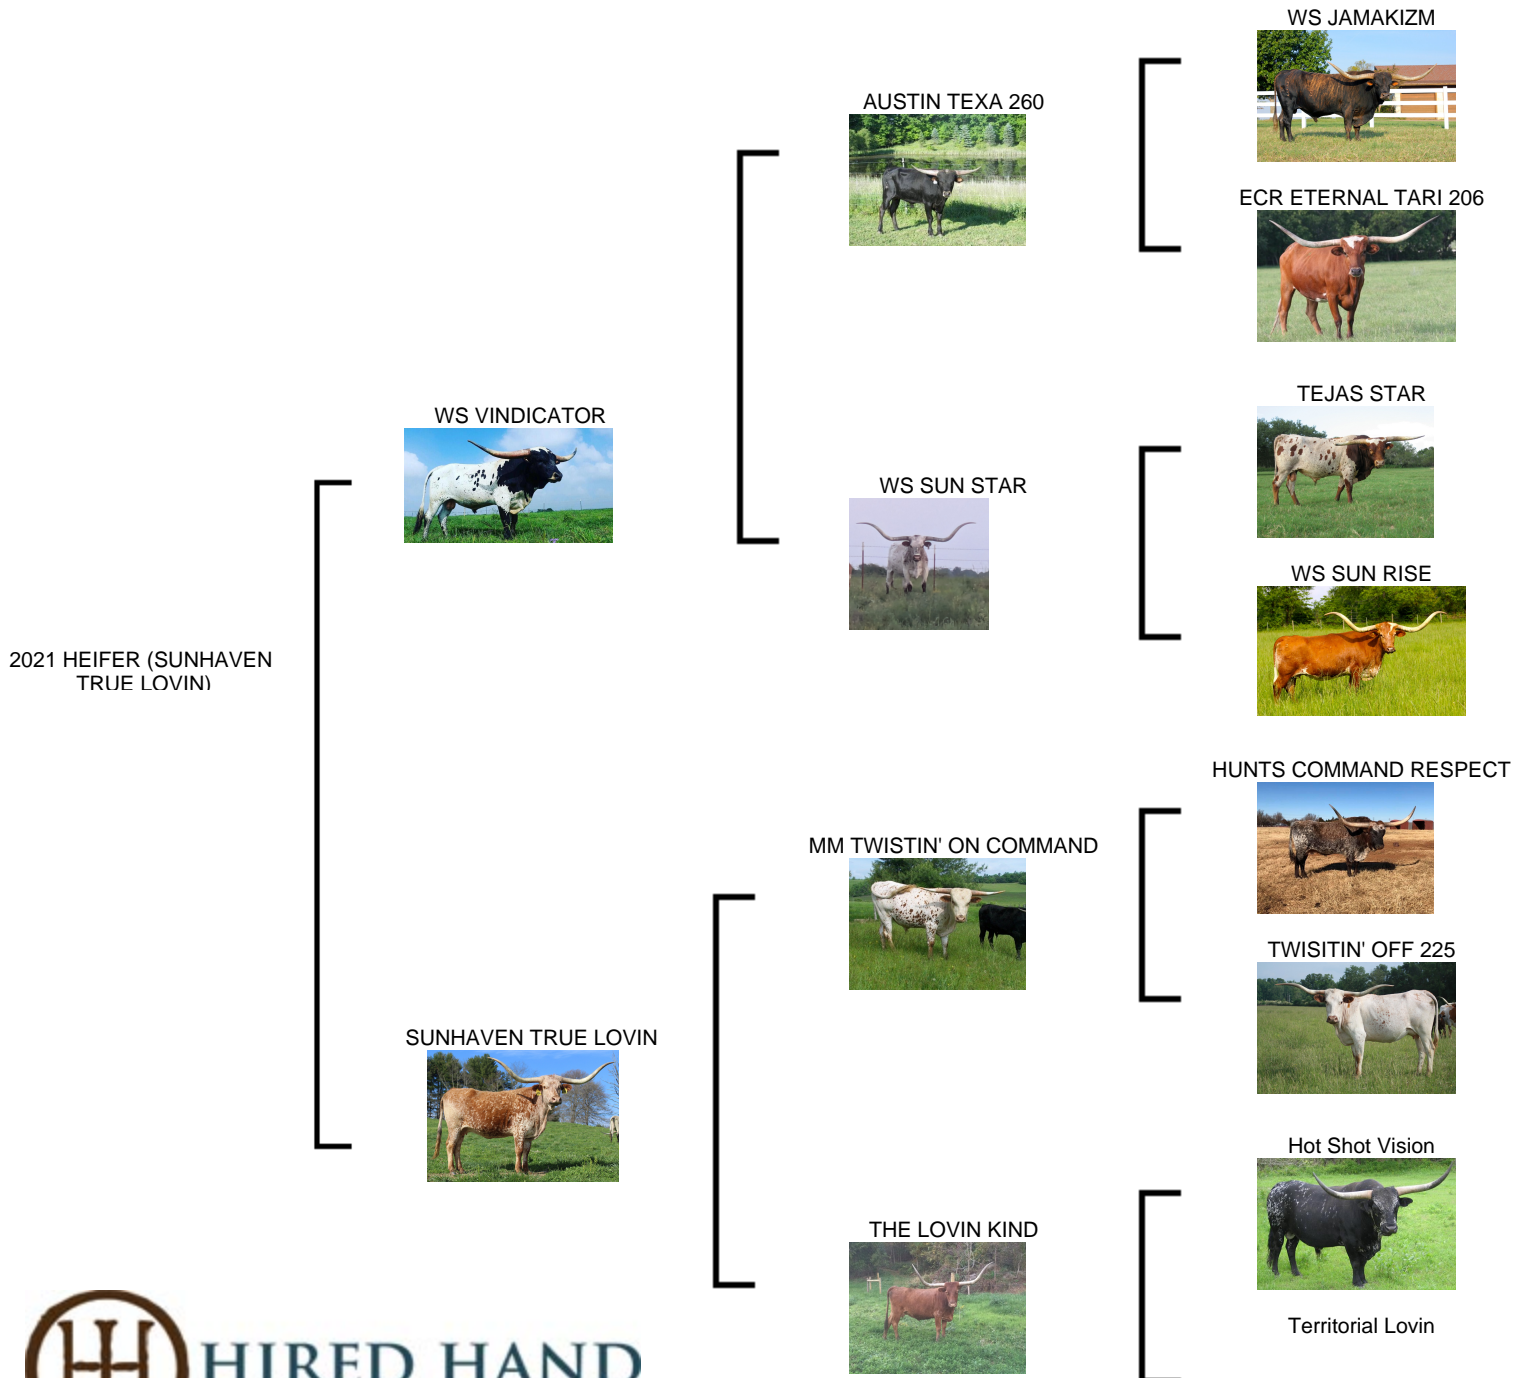 WS JAMAKIZM
AUSTIN TEXA 260
ECR ETERNAL TARI 206
TEJAS STAR
WS VINDICATOR
WS SUN STAR
WS SUN RISE
2021 HEIFER (SUNHAVEN
TRUE LOVIN)
HUNTS COMMAND RESPECT
MM TWISTIN' ON COMMAND
TWISITIN' OFF 225
SUNHAVEN TRUE LOVIN
Hot Shot Vision
THE LOVIN KIND
Territorial Lovin
HIRED HAND